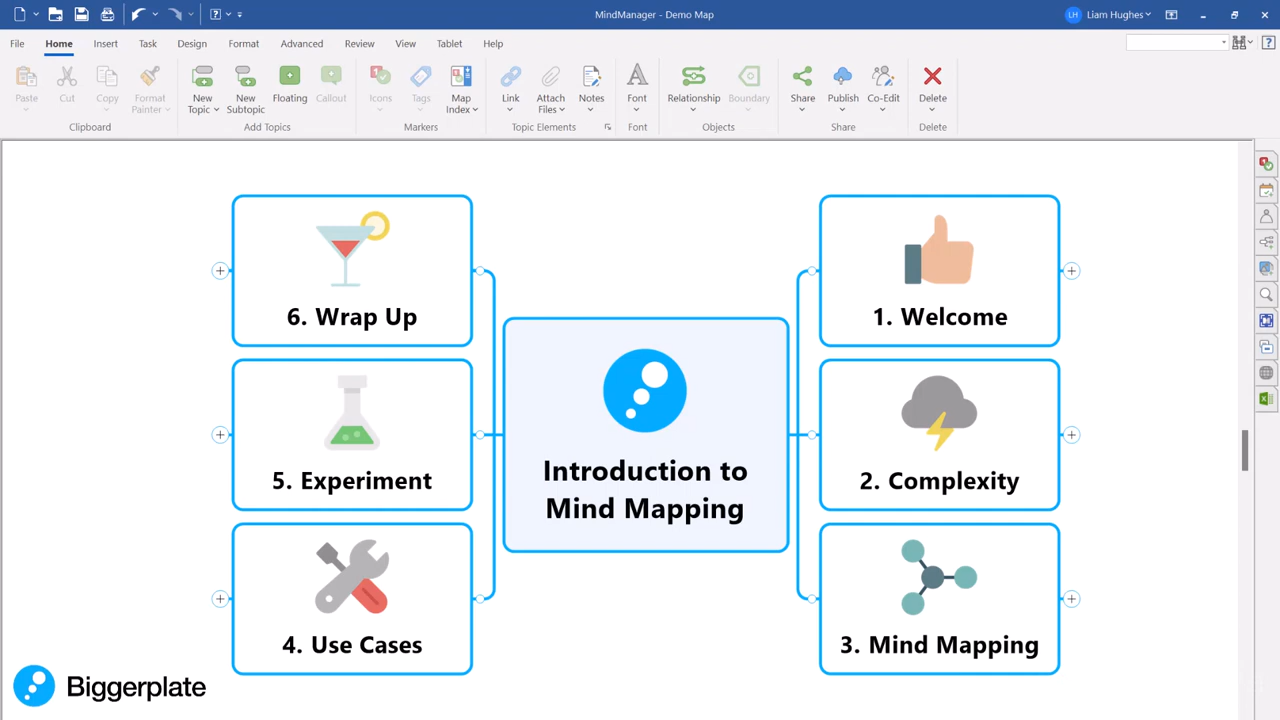 MindManager - Demo Map
LH Liam Hughes
File Home Insert Task Design Format Advanced Review View Tablet Help
Paste
Cut
Copy
Format
Painter
Clipboard
New
Topic
New
Subtopic
Floating
Callout
Add Topics
Icons
Tags
Map
Index
Markers
Link
Attach
Files
Notes
Topic Elements
Font
Font
Relationship
Boundary
Objects
Share
Publish
Co-Edit
Share
Delete
Delete
6. Wrap Up
5. Experiment
4. Use Cases
Introduction to
Mind Mapping
1. Welcome
2. Complexity
3. Mind Mapping
Biggerplate